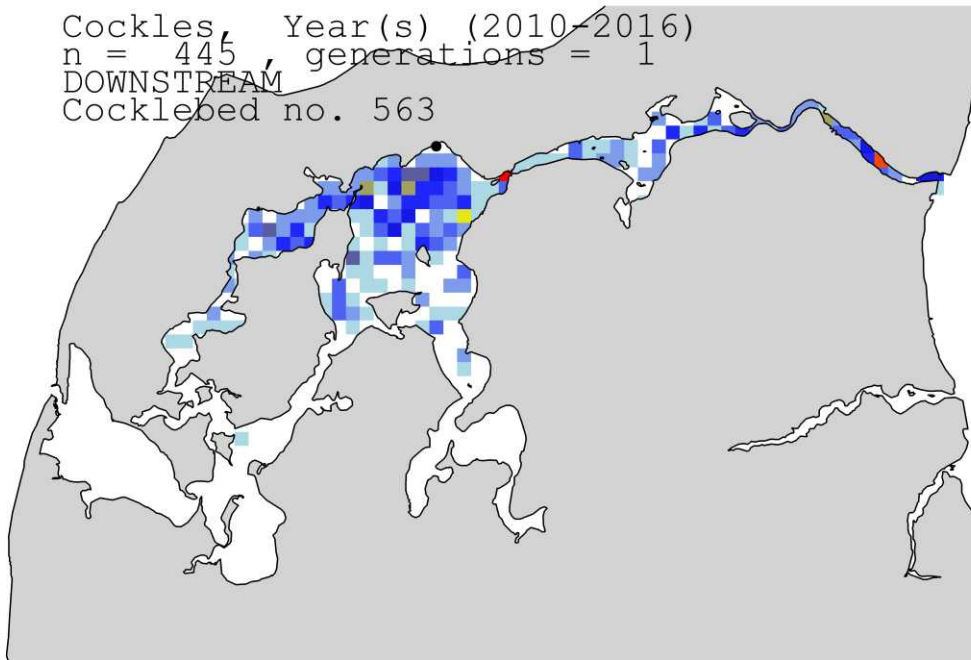 Cockles, Year(s) (2010-2016)
n = 445 , generations = 1
DOWNSTREAM
Cocklebed no. 563